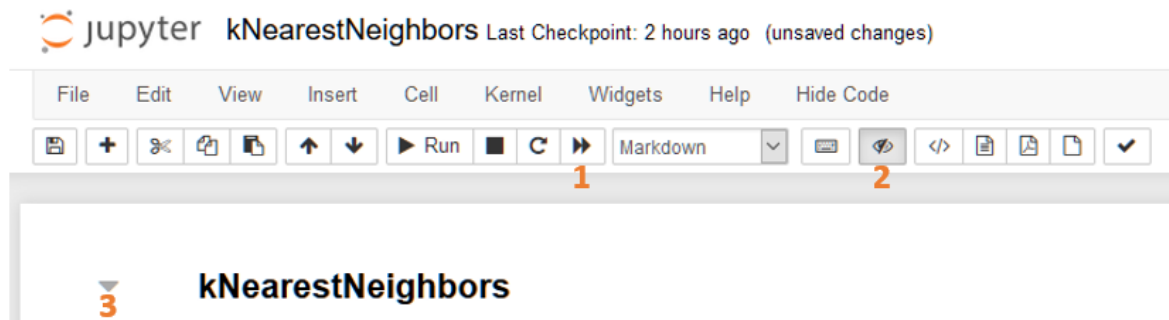 jupyter kNearestNeighbors Last Checkpoint: 2 hours ago (unsaved changes)
File Edit View Insert Cell Kernel Widgets Help Hide Code
Run Markdown </>
1 2
kNearestNeighbors
3